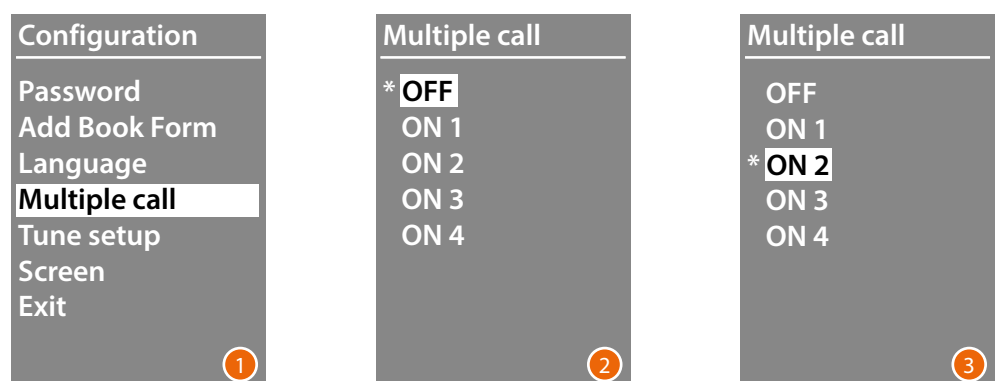 Configuration
Password
Add Book Form
Language
Multiple call
Tune setup
Screen
Exit
1
Multiple call
* OFF
ON 1
ON 2
ON 3
ON 4
2
Multiple call
OFF
ON 1
* ON 2
ON 3
ON 4
3